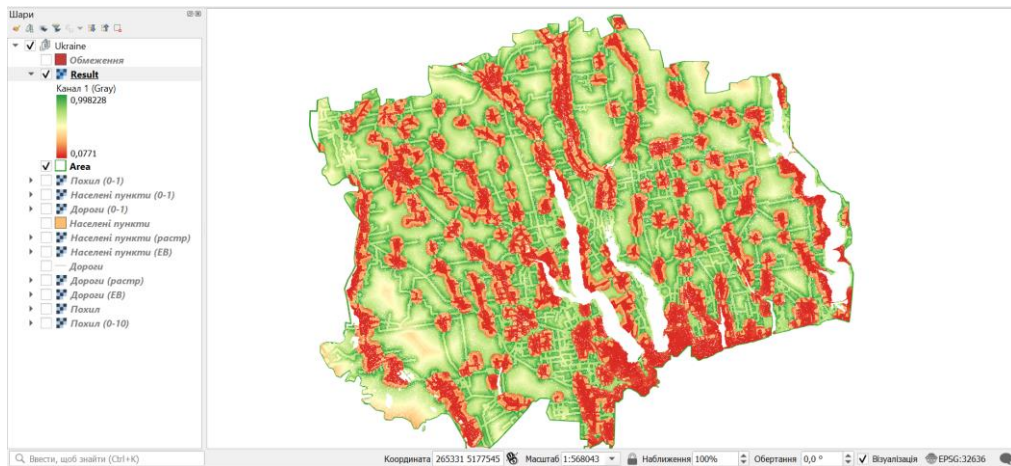 Шари
Ukraine
Обмеження
Result
Канал 1 (Gray)
0,998228
0,0771
Area
Похил (0-1)
Населені пункти (0-1)
Дороги (0-1)
Населені пункти
Населені пункти (растр)
Населені пункти (ЕВ)
Дороги
Дороги (растр)
Дороги (ЕВ)
Похил
Похил (0-10)
Ввести, щоб знайти (Ctrl+K)
Координата 265331 5177545 Масштаб 1:568043 Наближення 100% Обертання 0,0 ° Візуалізація EPSG:32636